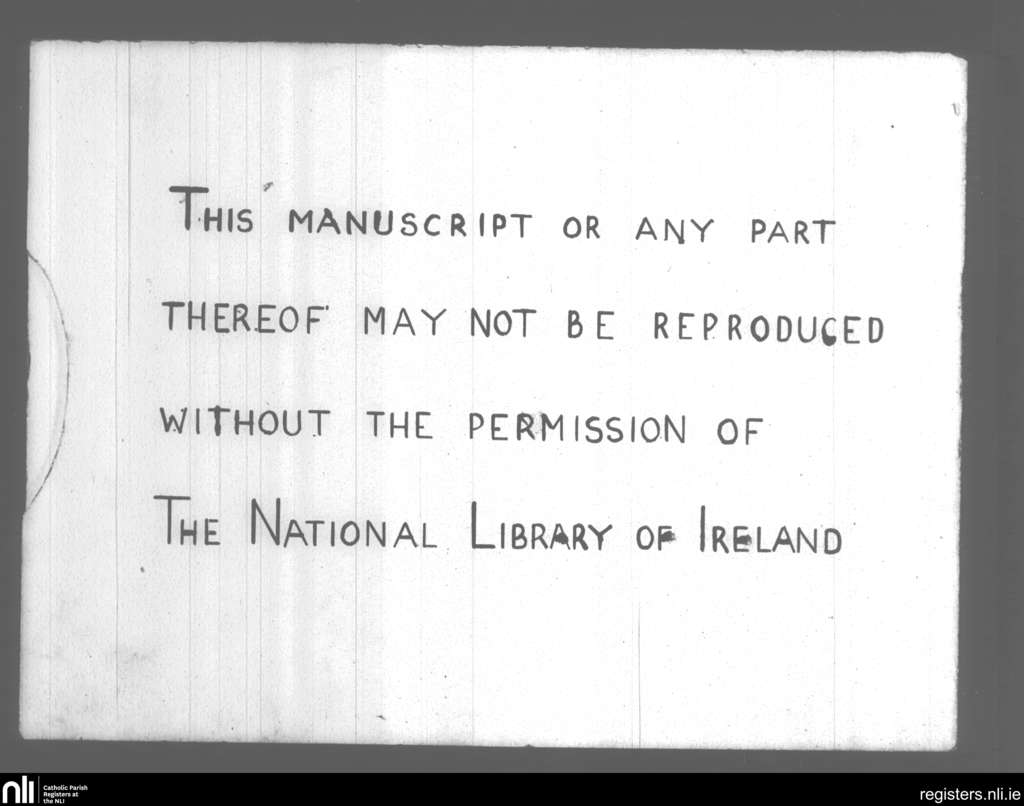 This manuscript or any part
thereof may not be reproduced
without the permission of
The National Library of Ireland
nli
Catholic Parish
Registers at
the NLI
registers.nli.ie